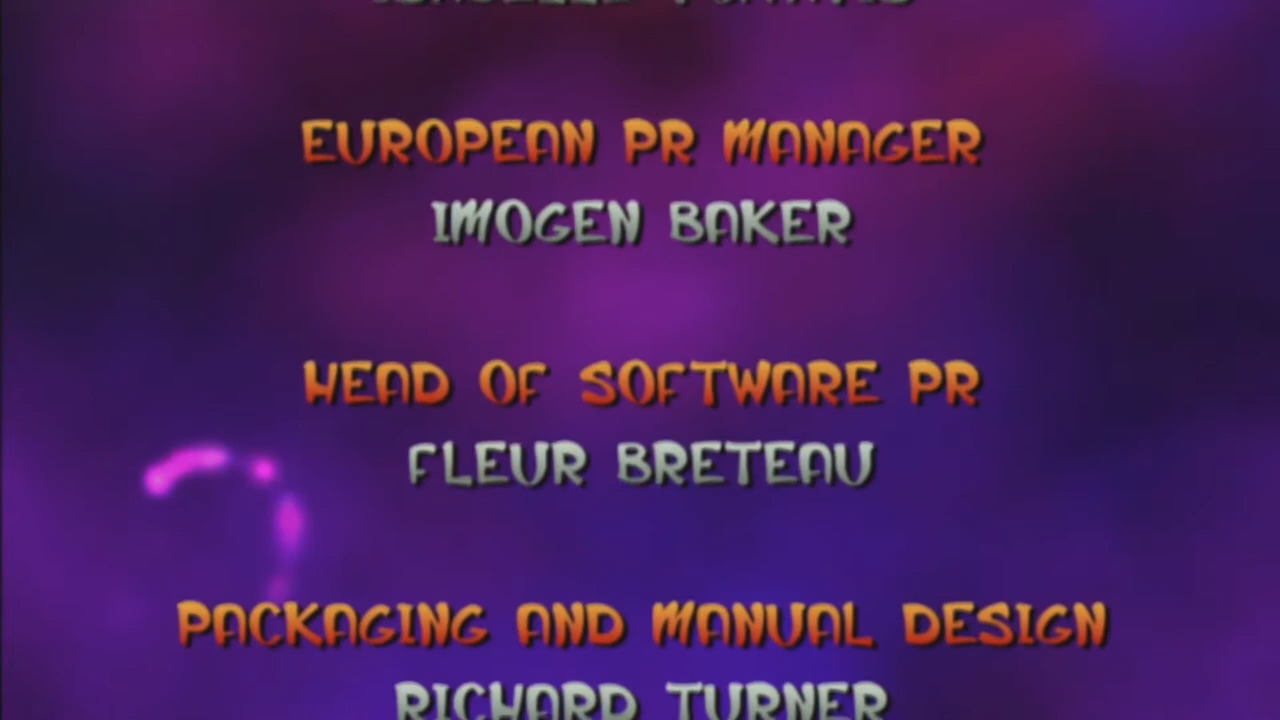 EUROPEAN PR MANAGER
IMOGEN BAKER
HEAD OF SOFTWARE PR
FLEUR BRETEAU
PACKAGING AND MANUAL DESIGN
RICHARD TURNER